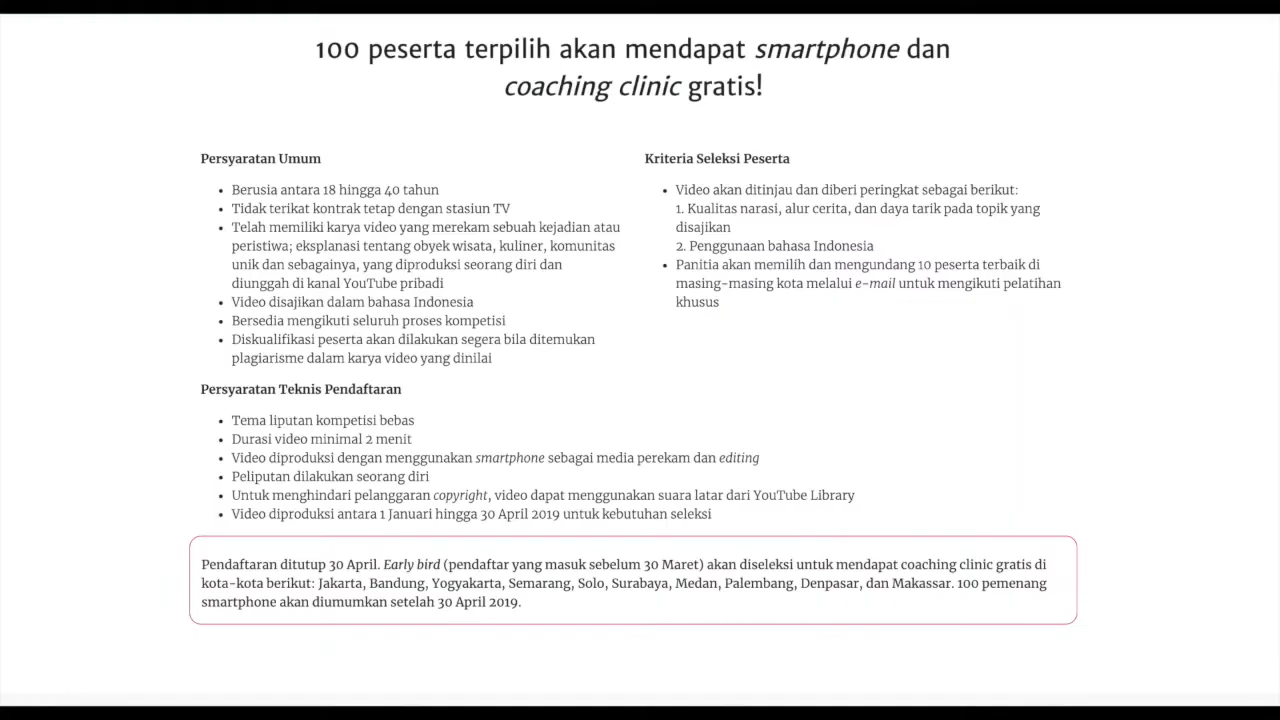 100 peserta terpilih akan mendapat smartphone dan
coaching clinic gratis!
Persyaratan Umum
• Berusia antara 18 hingga 40 tahun
• Tidak terikat kontrak tetap dengan stasiun TV
• Telah memiliki karya video yang merekam sebuah kejadian atau
peristiwa; eksplanasi tentang obyek wisata, kuliner, komunitas
unik dan sebagainya, yang diproduksi seorang diri dan
diunggah di kanal YouTube pribadi
• Video disajikan dalam bahasa Indonesia
• Bersedia mengikuti seluruh proses kompetisi
• Diskualifikasi peserta akan dilakukan segera bila ditemukan
plagiarisme dalam karya video yang dinilai
Kriteria Seleksi Peserta
• Video akan ditinjau dan diberi peringkat sebagai berikut:
1. Kualitas narasi, alur cerita, dan daya tarik pada topik yang
disajikan
2. Penggunaan bahasa Indonesia
• Panitia akan memilih dan mengundang 10 peserta terbaik di
masing-masing kota melalui e-mail untuk mengikuti pelatihan
khusus
Persyaratan Teknis Pendaftaran
• Tema liputan kompetisi bebas
• Durasi video minimal 2 menit
• Video diproduksi dengan menggunakan smartphone sebagai media perekam dan editing
• Peliputan dilakukan seorang diri
• Untuk menghindari pelanggaran copyright, video dapat menggunakan suara latar dari YouTube Library
• Video diproduksi antara 1 Januari hingga 30 April 2019 untuk kebutuhan seleksi
Pendaftaran ditutup 30 April. Early bird (pendaftar yang masuk sebelum 30 Maret) akan diseleksi untuk mendapat coaching clinic gratis di
kota-kota berikut: Jakarta, Bandung, Yogyakarta, Semarang, Solo, Surabaya, Medan, Palembang, Denpasar, dan Makassar. 100 pemenang
smartphone akan diumumkan setelah 30 April 2019.